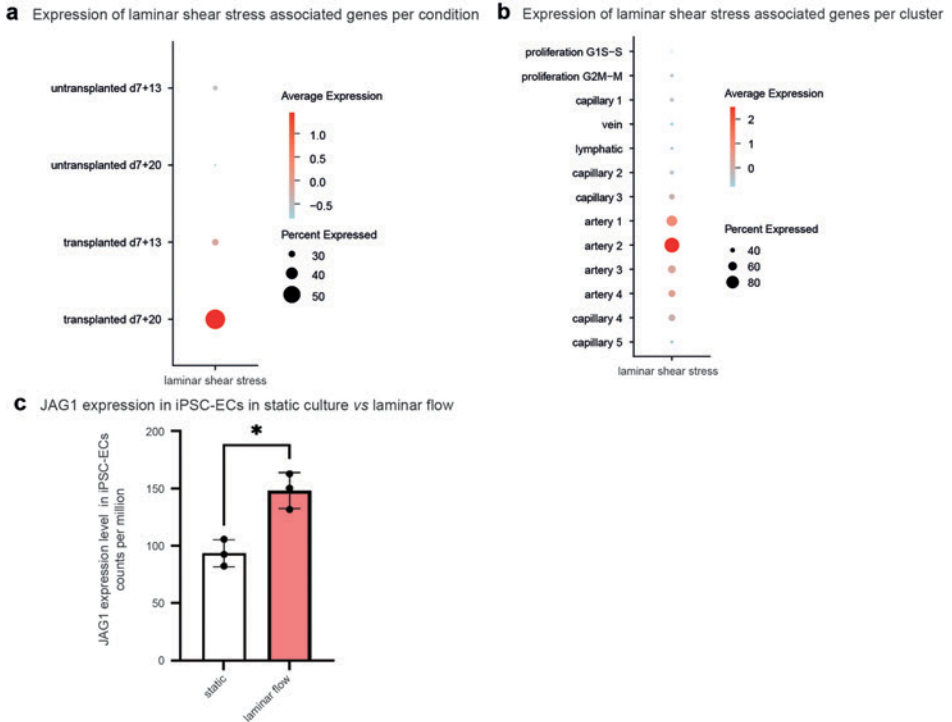 a Expression of laminar shear stress associated genes per condition
untransplanted d7+13
untransplanted d7+20
transplanted d7+13
transplanted d7+20
laminar shear stress
Average Expression
1.0
0.5
0.0
−0.5
Percent Expressed
30
40
50
b Expression of laminar shear stress associated genes per cluster
proliferation G1S−S
proliferation G2M−M
capillary 1
vein
lymphatic
capillary 2
capillary 3
artery 1
artery 2
artery 3
artery 4
capillary 4
capillary 5
laminar shear stress
Average Expression
2
1
0
Percent Expressed
40
60
80
c JAG1 expression in iPSC-ECs in static culture vs laminar flow
JAG1 expression level in iPSC-ECs
counts per million
200
150
100
50
0
*
static
laminar flow